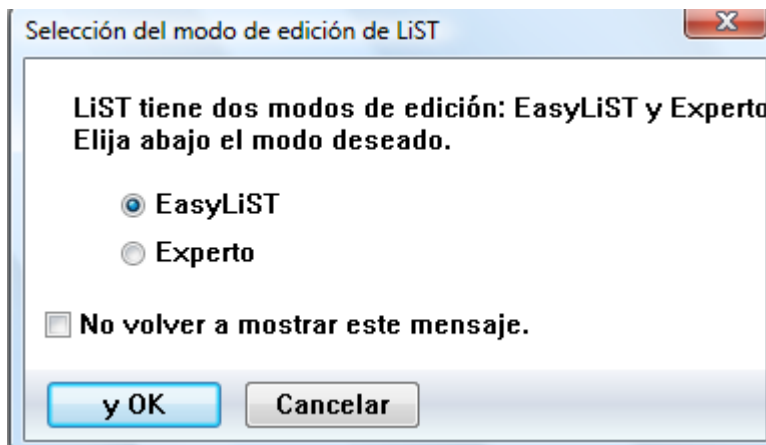 Selección del modo de edición de LiST
LiST tiene dos modos de edición: EasyLiST y Experto
Elija abajo el modo deseado.
EasyLiST
Experto
No volver a mostrar este mensaje.
y OK
Cancelar